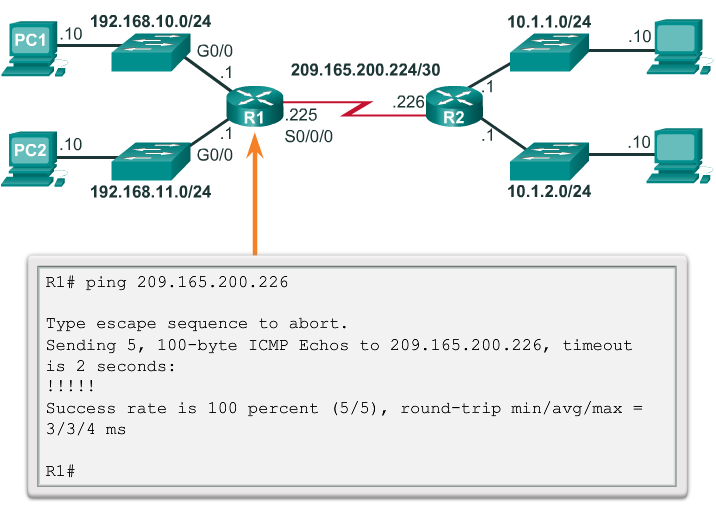 192.168.10.0/24
10.1.1.0/24
PC1
.10
G0/0
.10
.1
209.165.200.224/30
.1
.226
R1
.225
R2
S0/0/0
.1
.1
PC2
.10
G0/0
.10
192.168.11.0/24
10.1.2.0/24
R1# ping 209.165.200.226
Type escape sequence to abort.
Sending 5, 100-byte ICMP Echos to 209.165.200.226, timeout
is 2 seconds:
!!!!!
Success rate is 100 percent (5/5), round-trip min/avg/max =
3/3/4 ms
R1#